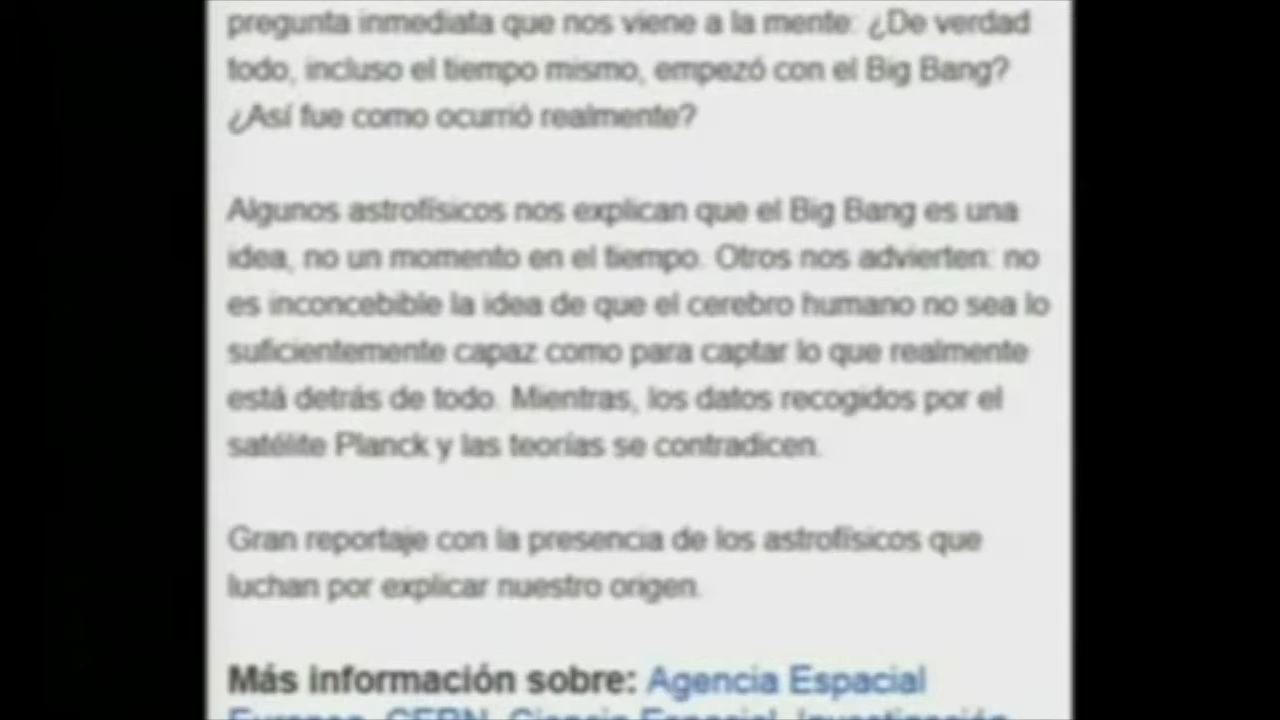 pregunta inmediata que nos viene a la mente: ¿De verdad
todo, incluso el tiempo mismo, empezó con el Big Bang?
¿Así fue como ocurrió realmente?
Algunos astrofísicos nos explican que el Big Bang es una
idea, no un momento en el tiempo. Otros nos advierten: no
es inconcebible la idea de que el cerebro humano no sea lo
suficientemente capaz como para captar lo que realmente
está detrás de todo. Mientras, los datos recogidos por el
satélite Planck y las teorías se contradicen.
Gran reportaje con la presencia de los astrofísicos que
luchan por explicar nuestro origen.
Más información sobre: Agencia Espacial
Europea, CERN, Ciencia Espacial, Investigación